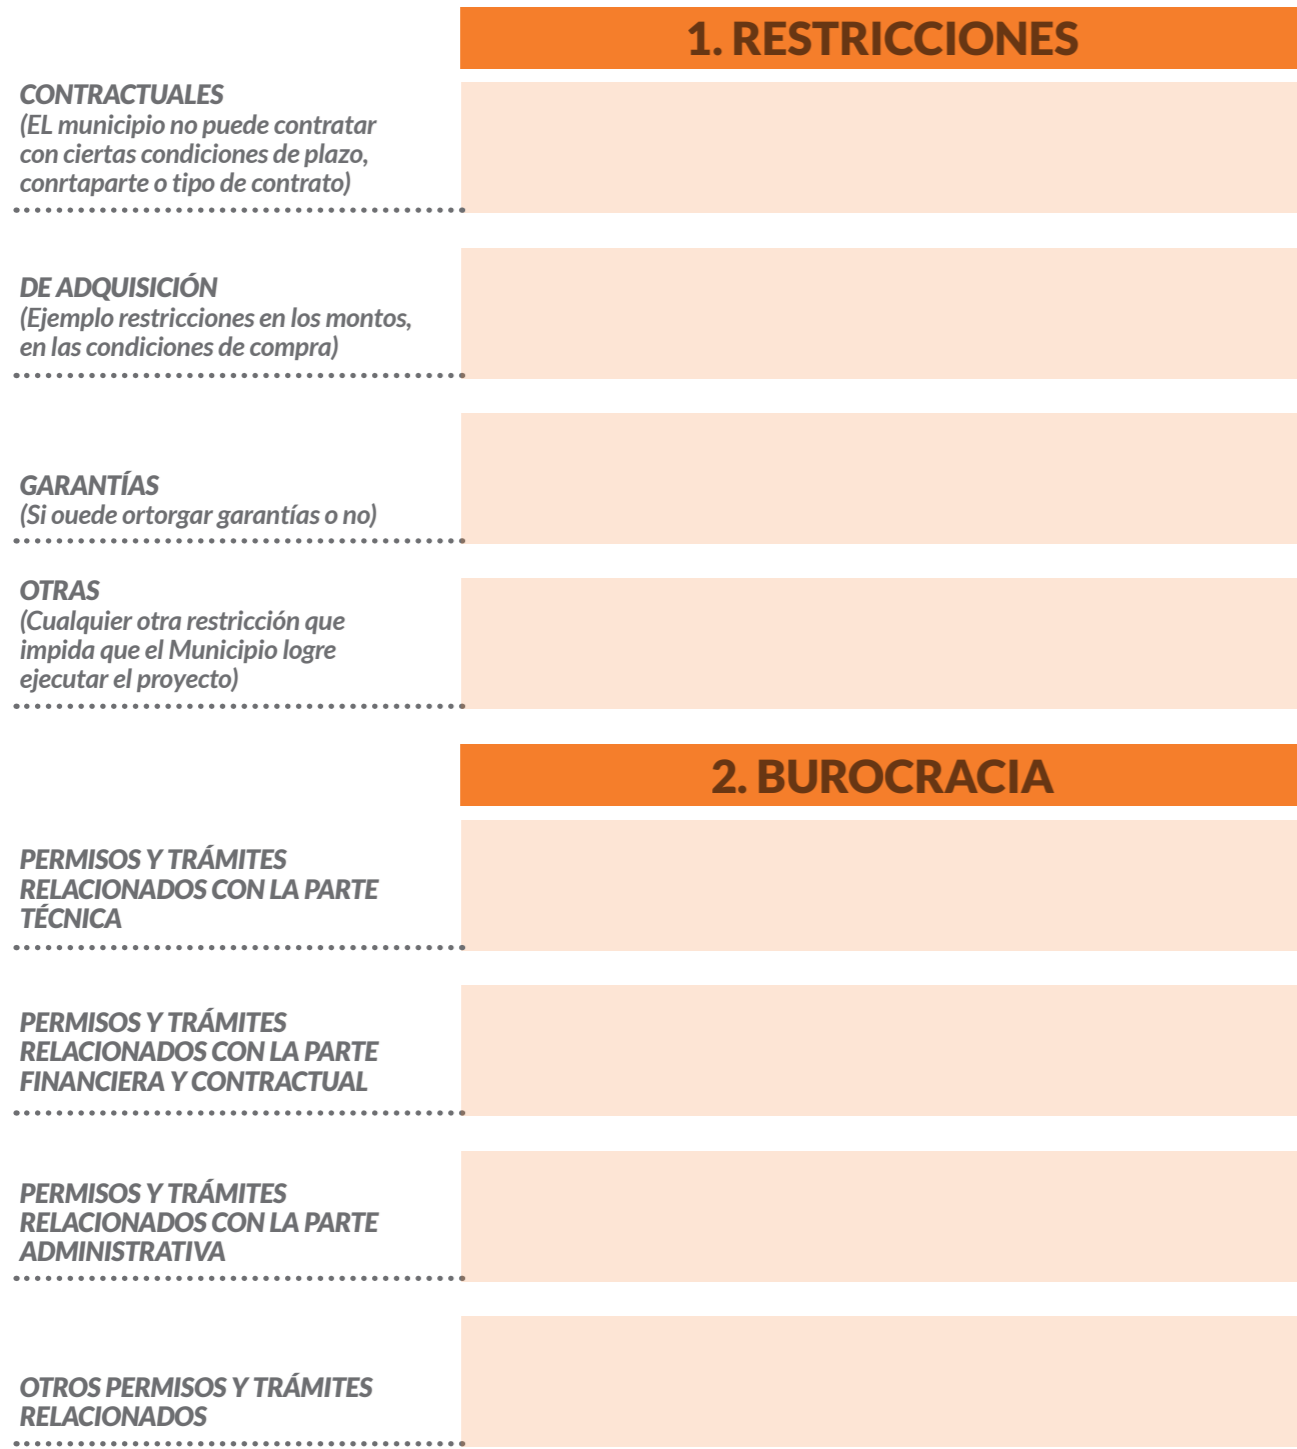 1. RESTRICCIONES
CONTRACTUALES
(EL municipio no puede contratar
con ciertas condiciones de plazo,
conrtaparte o tipo de contrato)
DE ADQUISICIÓN
(Ejemplo restricciones en los montos,
en las condiciones de compra)
GARANTÍAS
(Si ouede ortorgar garantías o no)
OTRAS
(Cualquier otra restricción que
impida que el Municipio logre
ejecutar el proyecto)
2. BUROCRACIA
PERMISOS Y TRÁMITES
RELACIONADOS CON LA PARTE
TÉCNICA
PERMISOS Y TRÁMITES
RELACIONADOS CON LA PARTE
FINANCIERA Y CONTRACTUAL
PERMISOS Y TRÁMITES
RELACIONADOS CON LA PARTE
ADMINISTRATIVA
OTROS PERMISOS Y TRÁMITES
RELACIONADOS